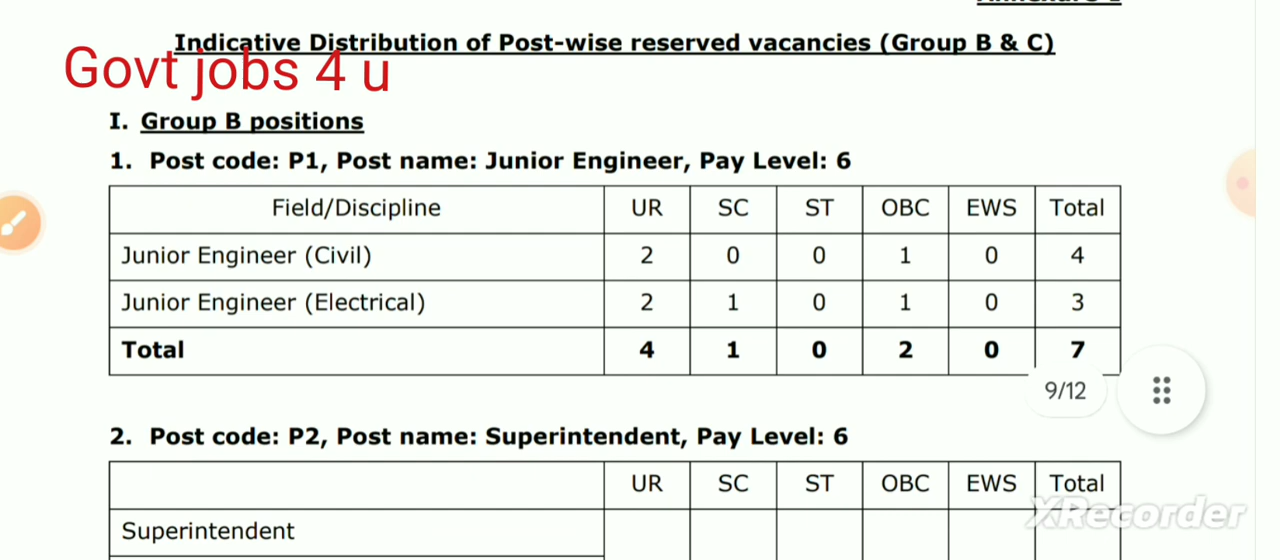 Indicative Distribution of Post-wise reserved vacancies (Group B & C)
Govt jobs 4 u
I. Group B positions
1. Post code: P1, Post name: Junior Engineer, Pay Level: 6
Field/Discipline UR SC ST OBC EWS Total
Junior Engineer (Civil) 2 0 0 1 0 4
Junior Engineer (Electrical) 2 1 0 1 0 3
Total 4 1 0 2 0 7
9/12
2. Post code: P2, Post name: Superintendent, Pay Level: 6
UR SC ST OBC EWS Total
XRecorder
Superintendent